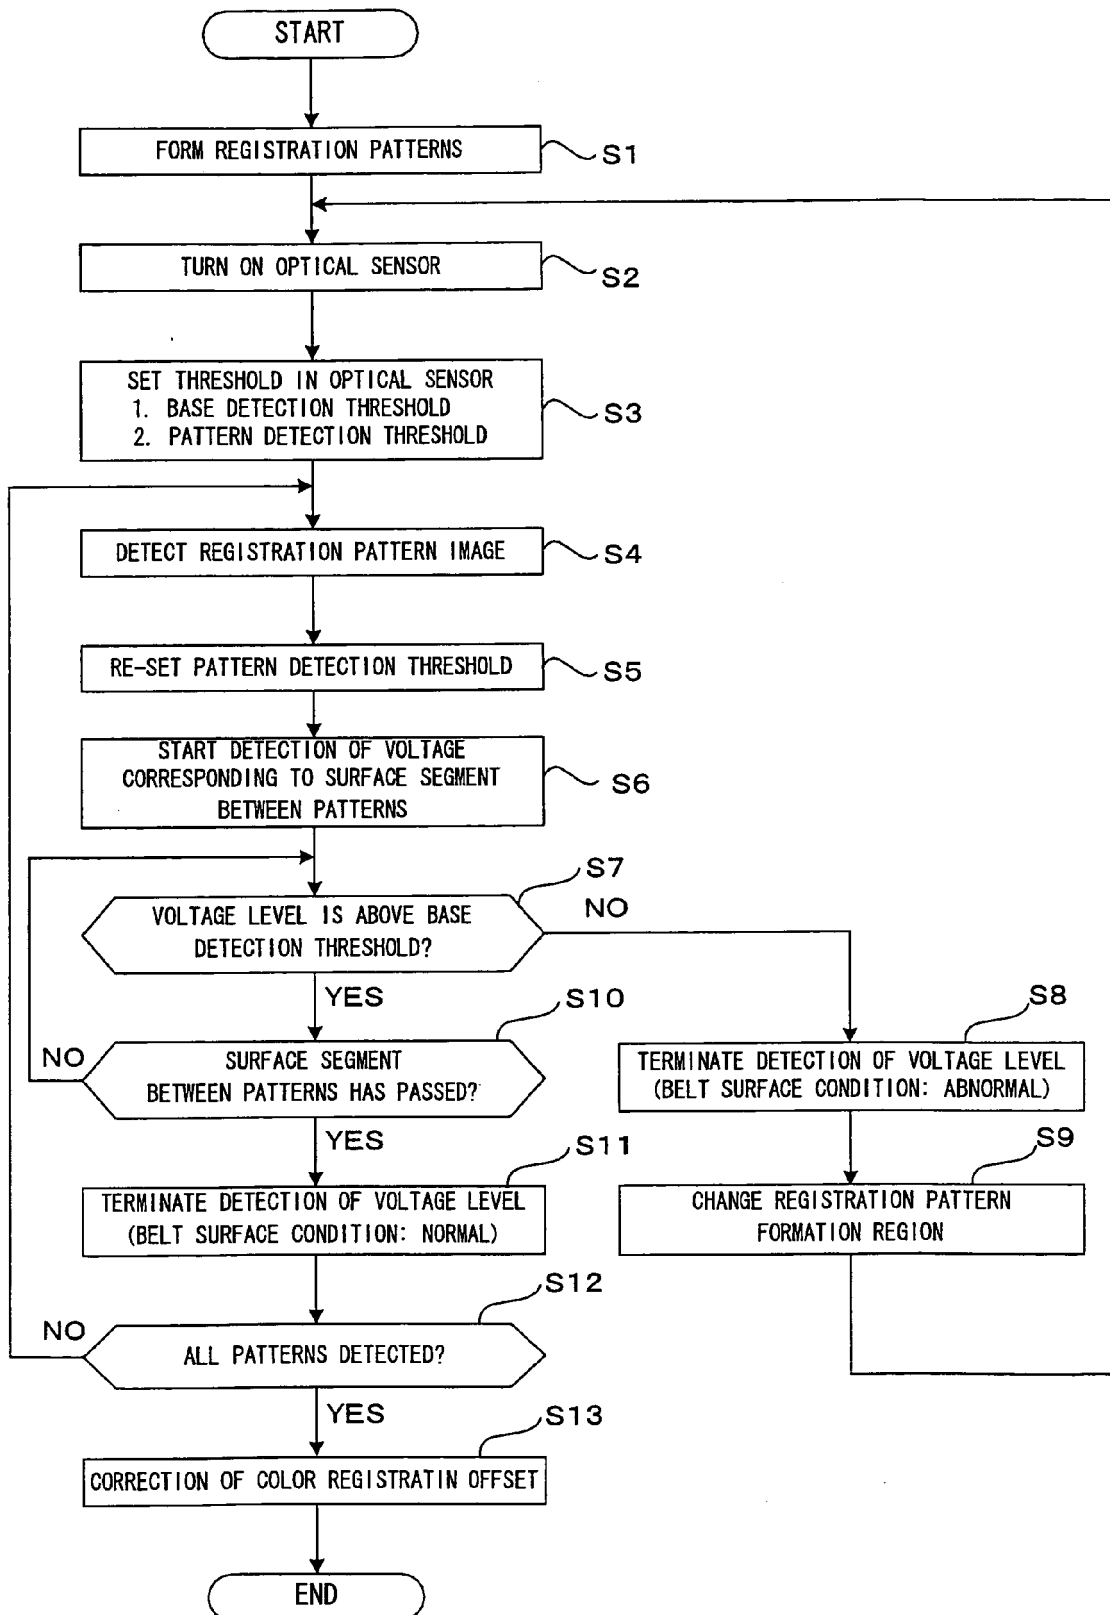 START
FORM REGISTRATION PATTERNS
S1
TURN ON OPTICAL SENSOR
S2
SET THRESHOLD IN OPTICAL SENSOR
1. BASE DETECTION THRESHOLD
2. PATTERN DETECTION THRESHOLD
S3
DETECT REGISTRATION PATTERN IMAGE
S4
RE-SET PATTERN DETECTION THRESHOLD
S5
START DETECTION OF VOLTAGE
CORRESPONDING TO SURFACE SEGMENT
BETWEEN PATTERNS
S6
S7
VOLTAGE LEVEL IS ABOVE BASE
DETECTION THRESHOLD?
NO
YES
S10
NO
SURFACE SEGMENT
BETWEEN PATTERNS HAS PASSED?
S8
TERMINATE DETECTION OF VOLTAGE LEVEL
(BELT SURFACE CONDITION: ABNORMAL)
YES
S11
S9
TERMINATE DETECTION OF VOLTAGE LEVEL
(BELT SURFACE CONDITION: NORMAL)
CHANGE REGISTRATION PATTERN
FORMATION REGION
S12
NO
ALL PATTERNS DETECTED?
YES
S13
CORRECTION OF COLOR REGISTRATIN OFFSET
END